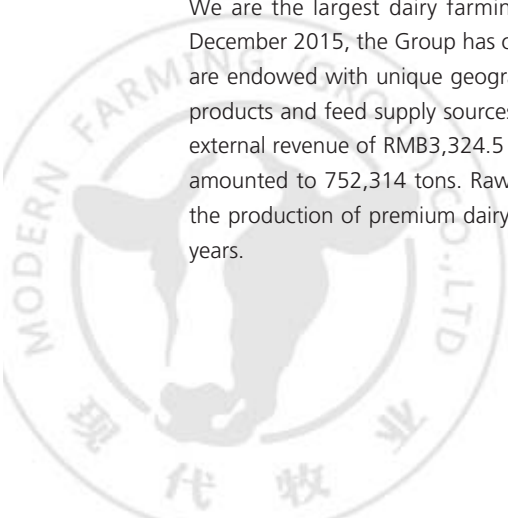 We are the largest dairy farmin
December 2015, the Group has
are endowed with unique geogra
products and feed supply sources
external revenue of RMB3,324.5
amounted to 752,314 tons. Raw
the production of premium dairy
years.
MODERN FARMING (GROUP) CO.,LTD
现代牧业